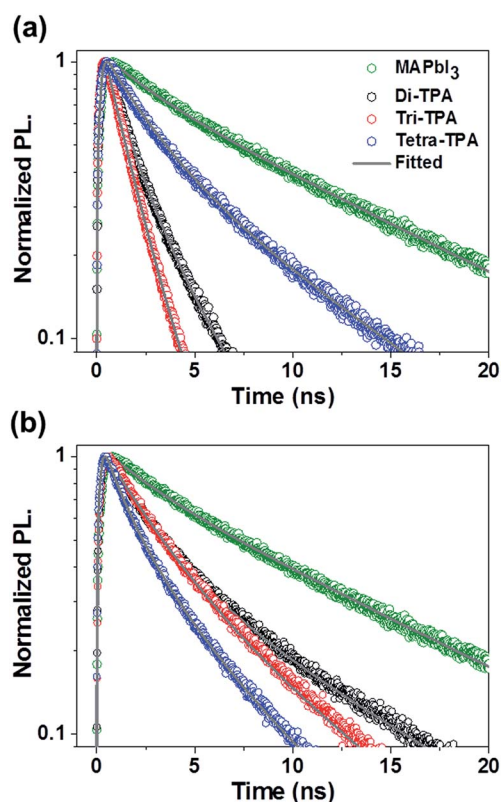 (a)
Normalized PL.
1
0.1
MAPbI₃
Di-TPA
Tri-TPA
Tetra-TPA
Fitted
0 5 10 15 20
Time (ns)
(b)
Normalized PL.
1
0.1
0 5 10 15 20
Time (ns)